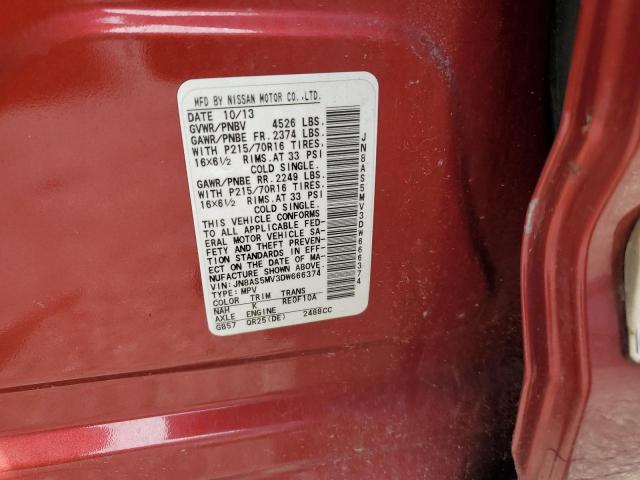 MFD BY NISSAN MOTOR CO.,LTD.
DATE 10/13
GVWR/PNBV 4526 LBS.
GAWR/PNBE FR. 2374 LBS.
WITH P215/70R16 TIRES,
16X6½ RIMS. AT 33 PSI
COLD SINGLE.
GAWR/PNBE RR. 2249 LBS.
WITH P215/70R16 TIRES,
16X6½ RIMS. AT 33 PSI
COLD SINGLE.
THIS VEHICLE CONFORMS
TO ALL APPLICABLE FED-
ERAL MOTOR VEHICLE SA-
FETY AND THEFT PREVEN-
TION STANDARDS IN EFF-
ECT ON THE DATE OF MA-
NUFACTURE SHOWN ABOVE.
VIN: JN8AS5MV3DW666374
TYPE: MPV
COLOR TRIM TRANS
NAH K RE0F10A
AXLE ENGINE
GB57 QR25(DE) 2488CC
JN8AS5MV3DW666374